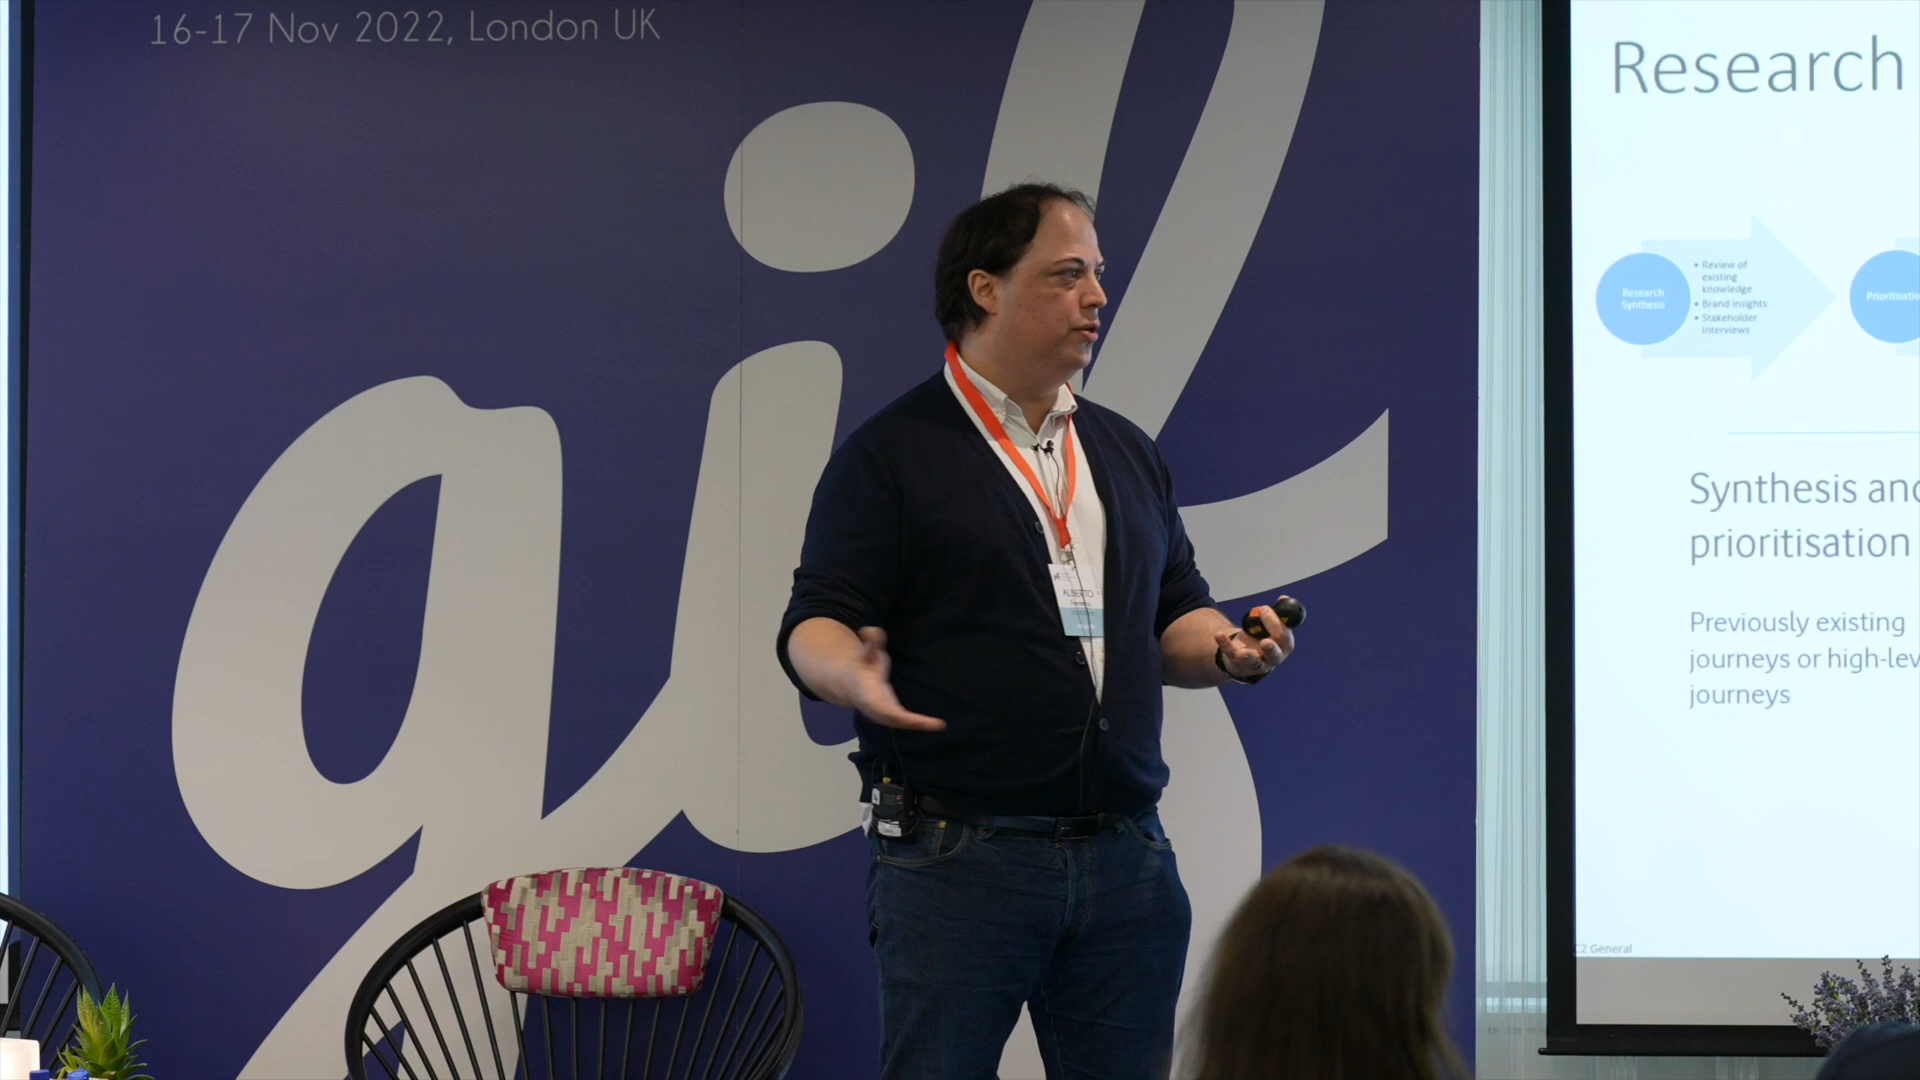 16-17 Nov 2022, London UK
Research
Research
Synthesis
• Review of
existing
knowledge
• Brand insights
• Stakeholder
interviews
Prioritisatio
Synthesis and
prioritisation
Previously existing
journeys or high-lev
journeys
C2 General
ALBERTO